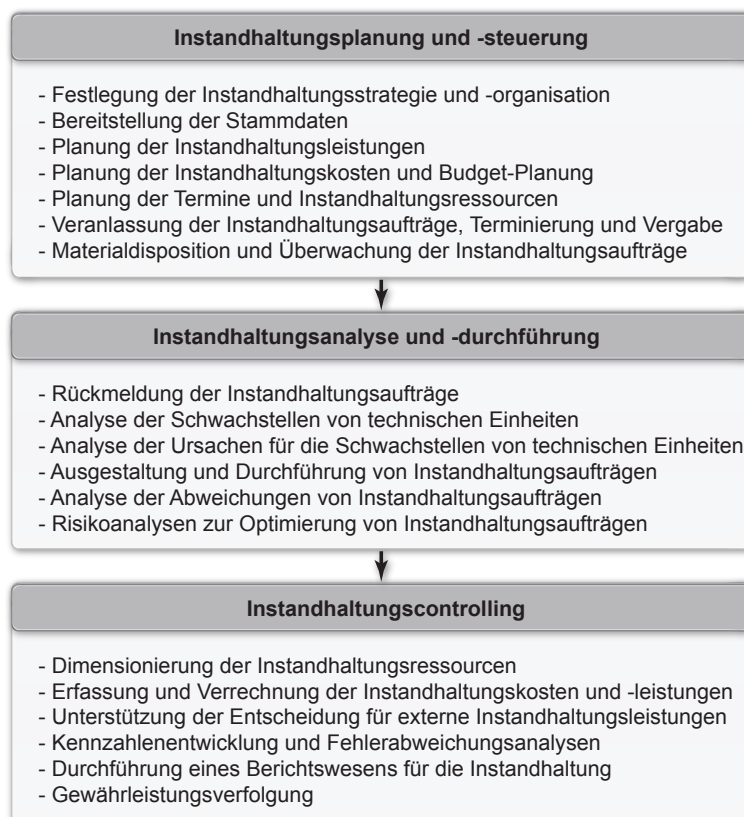 Instandhaltungsplanung und -steuerung
- Festlegung der Instandhaltungsstrategie und -organisation
- Bereitstellung der Stammdaten
- Planung der Instandhaltungsleistungen
- Planung der Instandhaltungskosten und Budget-Planung
- Planung der Termine und Instandhaltungsressourcen
- Veranlassung der Instandhaltungsaufträge, Terminierung und Vergabe
- Materialdisposition und Überwachung der Instandhaltungsaufträge
Instandhaltungsanalyse und -durchführung
- Rückmeldung der Instandhaltungsaufträge
- Analyse der Schwachstellen von technischen Einheiten
- Analyse der Ursachen für die Schwachstellen von technischen Einheiten
- Ausgestaltung und Durchführung von Instandhaltungsaufträgen
- Analyse der Abweichungen von Instandhaltungsaufträgen
- Risikoanalysen zur Optimierung von Instandhaltungsaufträgen
Instandhaltungscontrolling
- Dimensionierung der Instandhaltungsressourcen
- Erfassung und Verrechnung der Instandhaltungskosten und -leistungen
- Unterstützung der Entscheidung für externe Instandhaltungsleistungen
- Kennzahlenentwicklung und Fehlerabweichungsanalysen
- Durchführung eines Berichtswesens für die Instandhaltung
- Gewährleistungsverfolgung